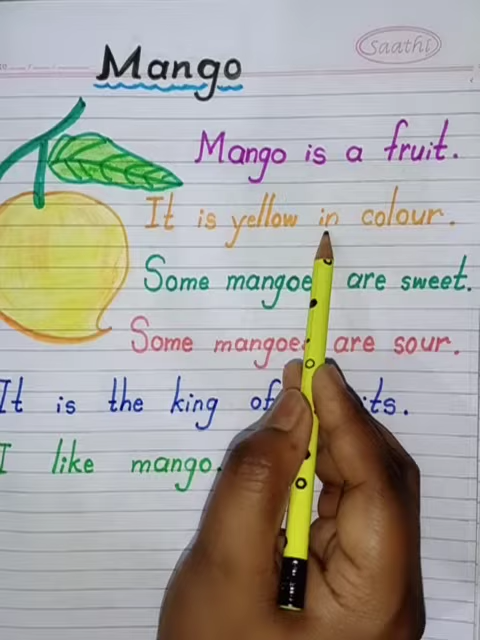 Saathi
Mango
Mango is a fruit.
It is yellow in colour.
Some mangoe are sweet.
Some mangoe are sour.
It is the king of its.
I like mango.